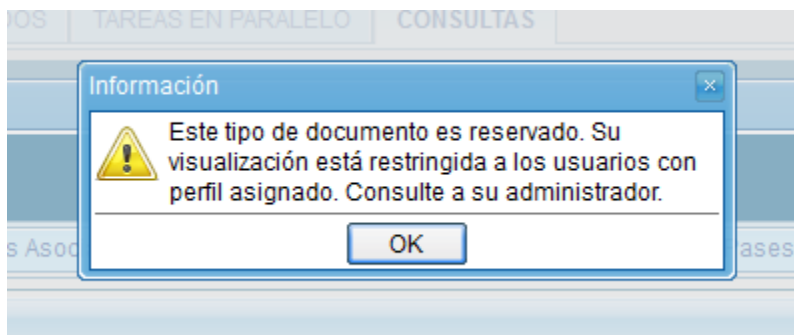 DOS TAREAS EN PARALELO CONSULTAS
Información
Este tipo de documento es reservado. Su
visualización está restringida a los usuarios con
perfil asignado. Consulte a su administrador.
OK
s Asoc ases